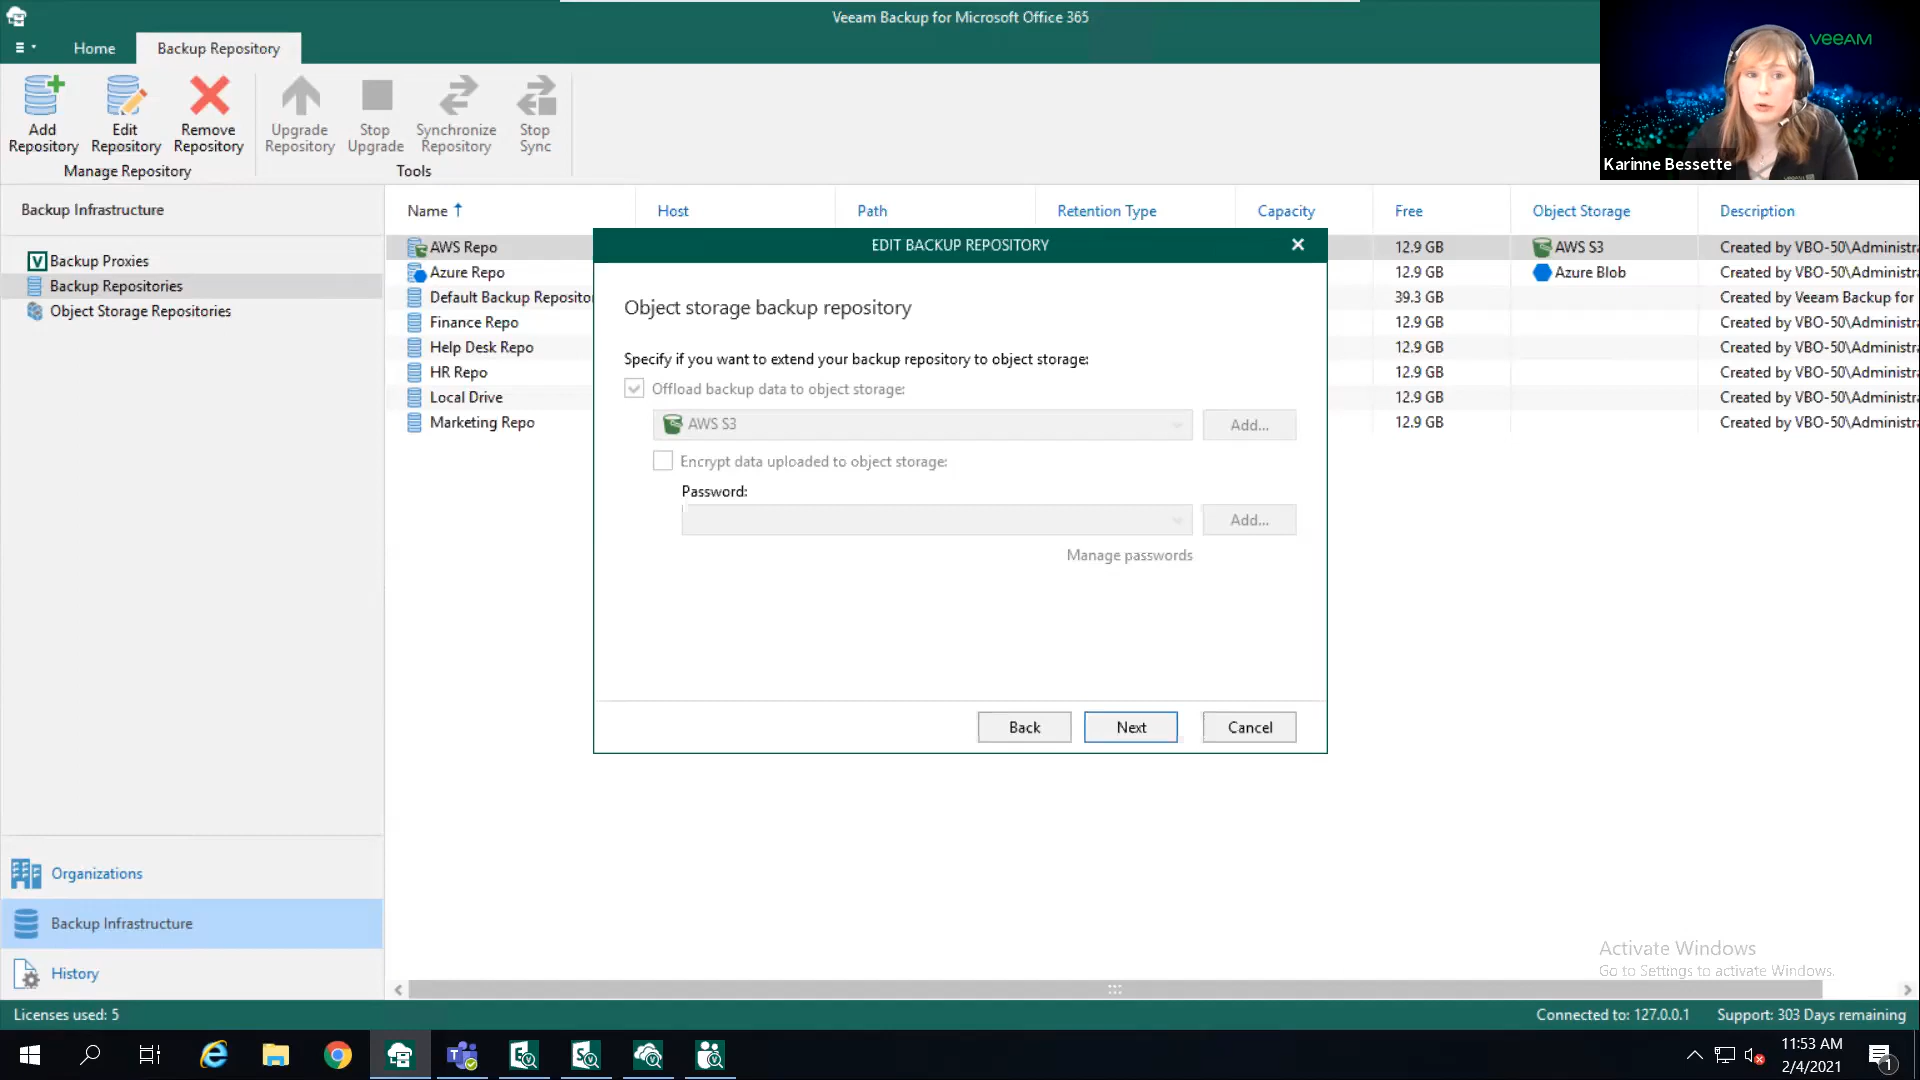 Veeam Backup for Microsoft Office 365
Home
Backup Repository
Add Repository
Edit Repository
Remove Repository
Upgrade Repository
Stop Upgrade
Synchronize Repository
Stop Sync
Manage Repository
Tools
veeam
Karinne Bessette
Backup Infrastructure
Backup Proxies
Backup Repositories
Object Storage Repositories
Name Host Path Retention Type Capacity Free Object Storage Description
AWS Repo 12.9 GB AWS S3 Created by VBO-50\Administra
Azure Repo 12.9 GB Azure Blob Created by VBO-50\Administra
Default Backup Reposito 39.3 GB Created by Veeam Backup for
Finance Repo 12.9 GB Created by VBO-50\Administra
Help Desk Repo 12.9 GB Created by VBO-50\Administra
HR Repo 12.9 GB Created by VBO-50\Administra
Local Drive 12.9 GB Created by VBO-50\Administra
Marketing Repo 12.9 GB Created by VBO-50\Administra
EDIT BACKUP REPOSITORY
Object storage backup repository
Specify if you want to extend your backup repository to object storage:
Offload backup data to object storage:
AWS S3 Add...
Encrypt data uploaded to object storage:
Password:
Add...
Manage passwords
Back Next Cancel
Organizations
Backup Infrastructure
History
Activate Windows
Go to Settings to activate Windows.
Licenses used: 5
Connected to: 127.0.0.1 Support: 303 Days remaining
11:53 AM
2/4/2021
1